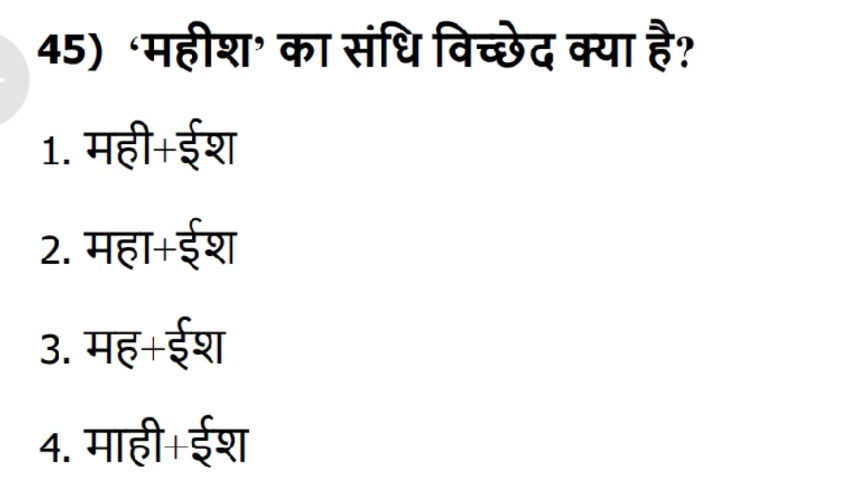 45) ‘महीश’ का संधि विच्छेद क्या है?
1. मही+ईश
2. महा+ईश
3. मह+ईश
4. माही+ईश